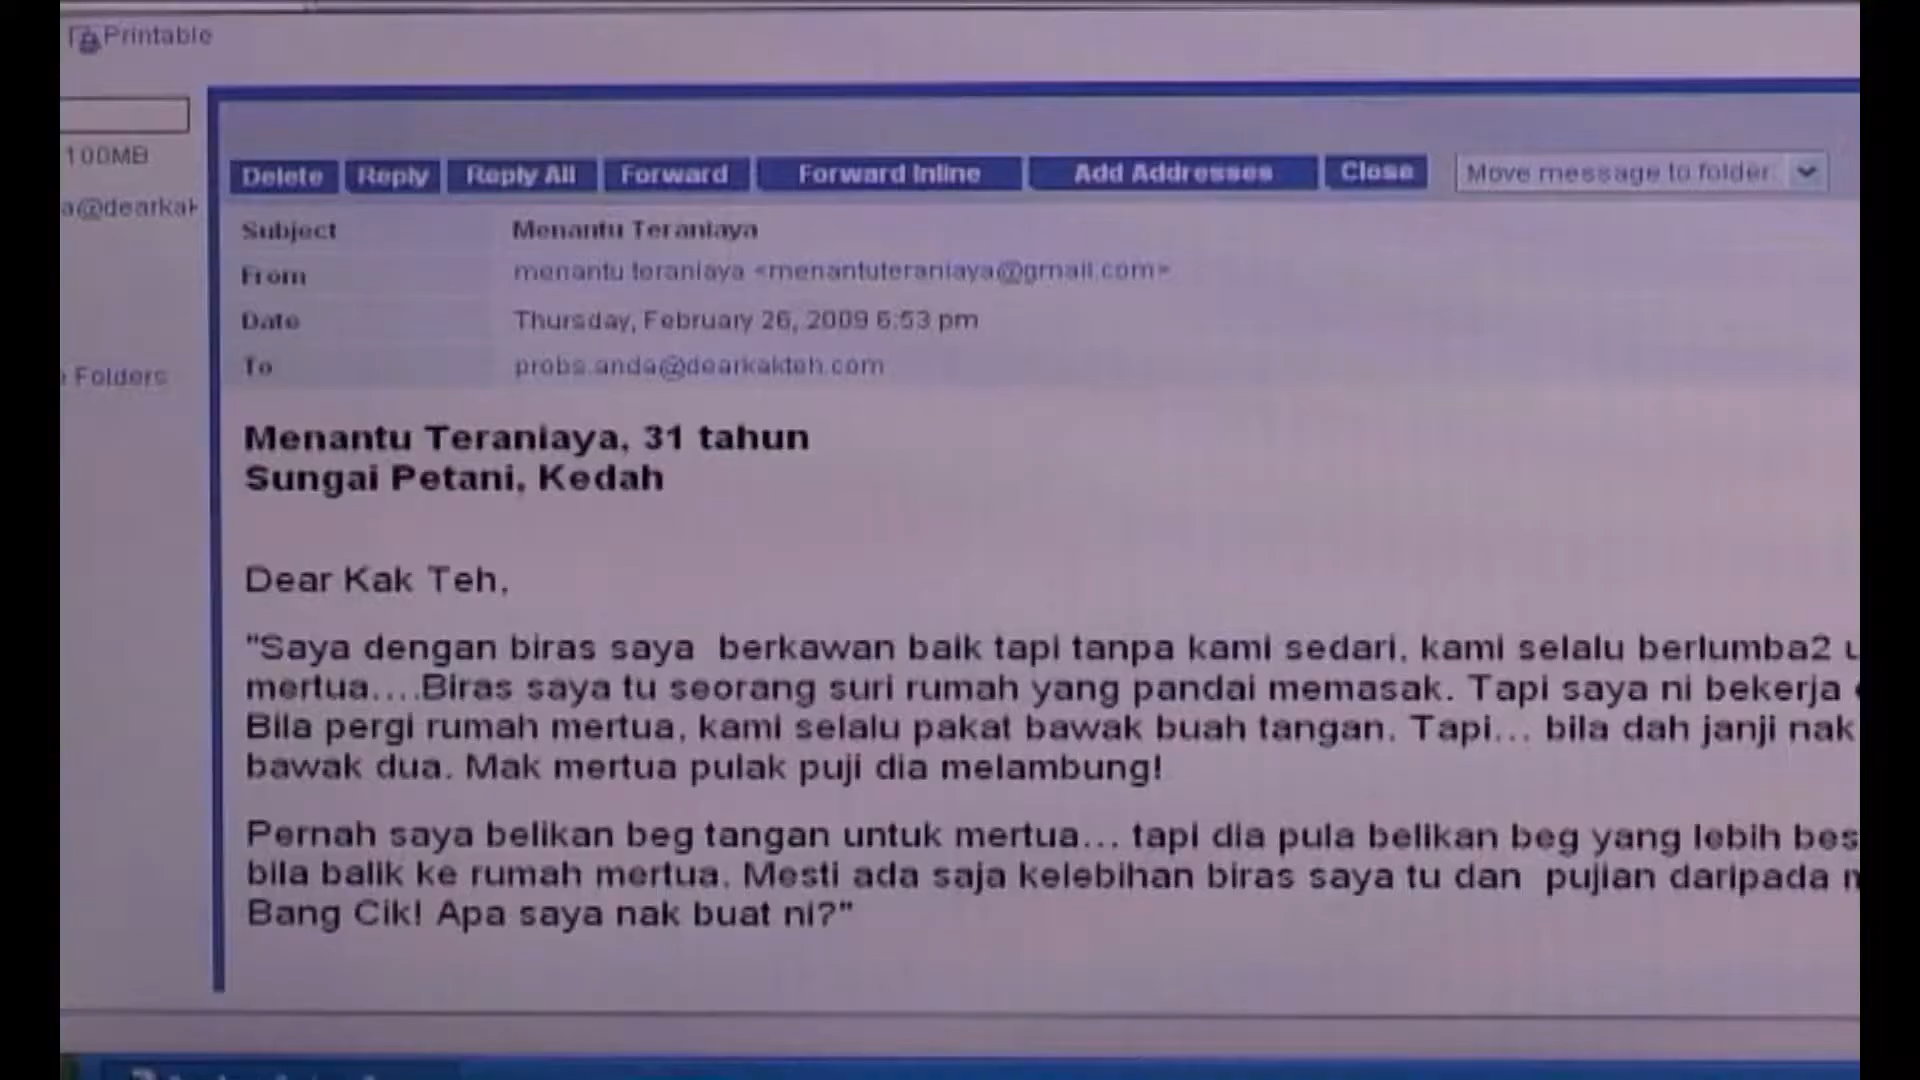 Printable
100MB
Delete Reply Reply All Forward Forward Inline Add Addresses Close Move message to folder
a@dearkak
Subject Menantu Teraniaya
From menantu teraniaya <menantuteraniaya@gmail.com>
Date Thursday, February 26, 2009 6:53 pm
To probs.anda@dearkakteh.com
Folders
Menantu Teraniaya, 31 tahun
Sungai Petani, Kedah
Dear Kak Teh,
"Saya dengan biras saya berkawan baik tapi tanpa kami sedari, kami selalu berlumba2 u
mertua....Biras saya tu seorang suri rumah yang pandai memasak. Tapi saya ni bekerja
Bila pergi rumah mertua, kami selalu pakat bawak buah tangan. Tapi... bila dah janji nak
bawak dua. Mak mertua pulak puji dia melambung!
Pernah saya belikan beg tangan untuk mertua... tapi dia pula belikan beg yang lebih bes
bila balik ke rumah mertua. Mesti ada saja kelebihan biras saya tu dan pujian daripada m
Bang Cik! Apa saya nak buat ni?"